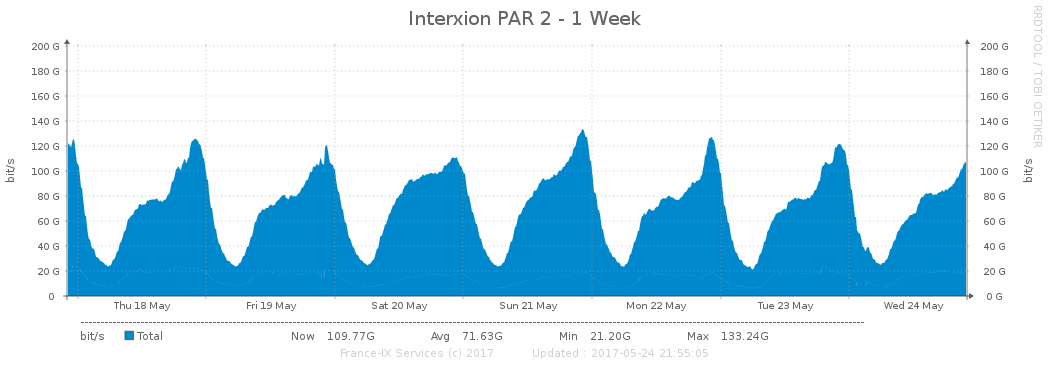 Interxion PAR 2 - 1 Week
RRDTOOL / TOBI OETIKER
bit/s
200 G
180 G
160 G
140 G
120 G
100 G
80 G
60 G
40 G
20 G
0
200 G
180 G
160 G
140 G
120 G
100 G
80 G
60 G
40 G
20 G
0 G
bit/s
Thu 18 May Fri 19 May Sat 20 May Sun 21 May Mon 22 May Tue 23 May Wed 24 May
bit/s Total Now 109.77G Avg 71.63G Min 21.20G Max 133.24G
France-IX Services (c) 2017 Updated : 2017-05-24 21:55:05